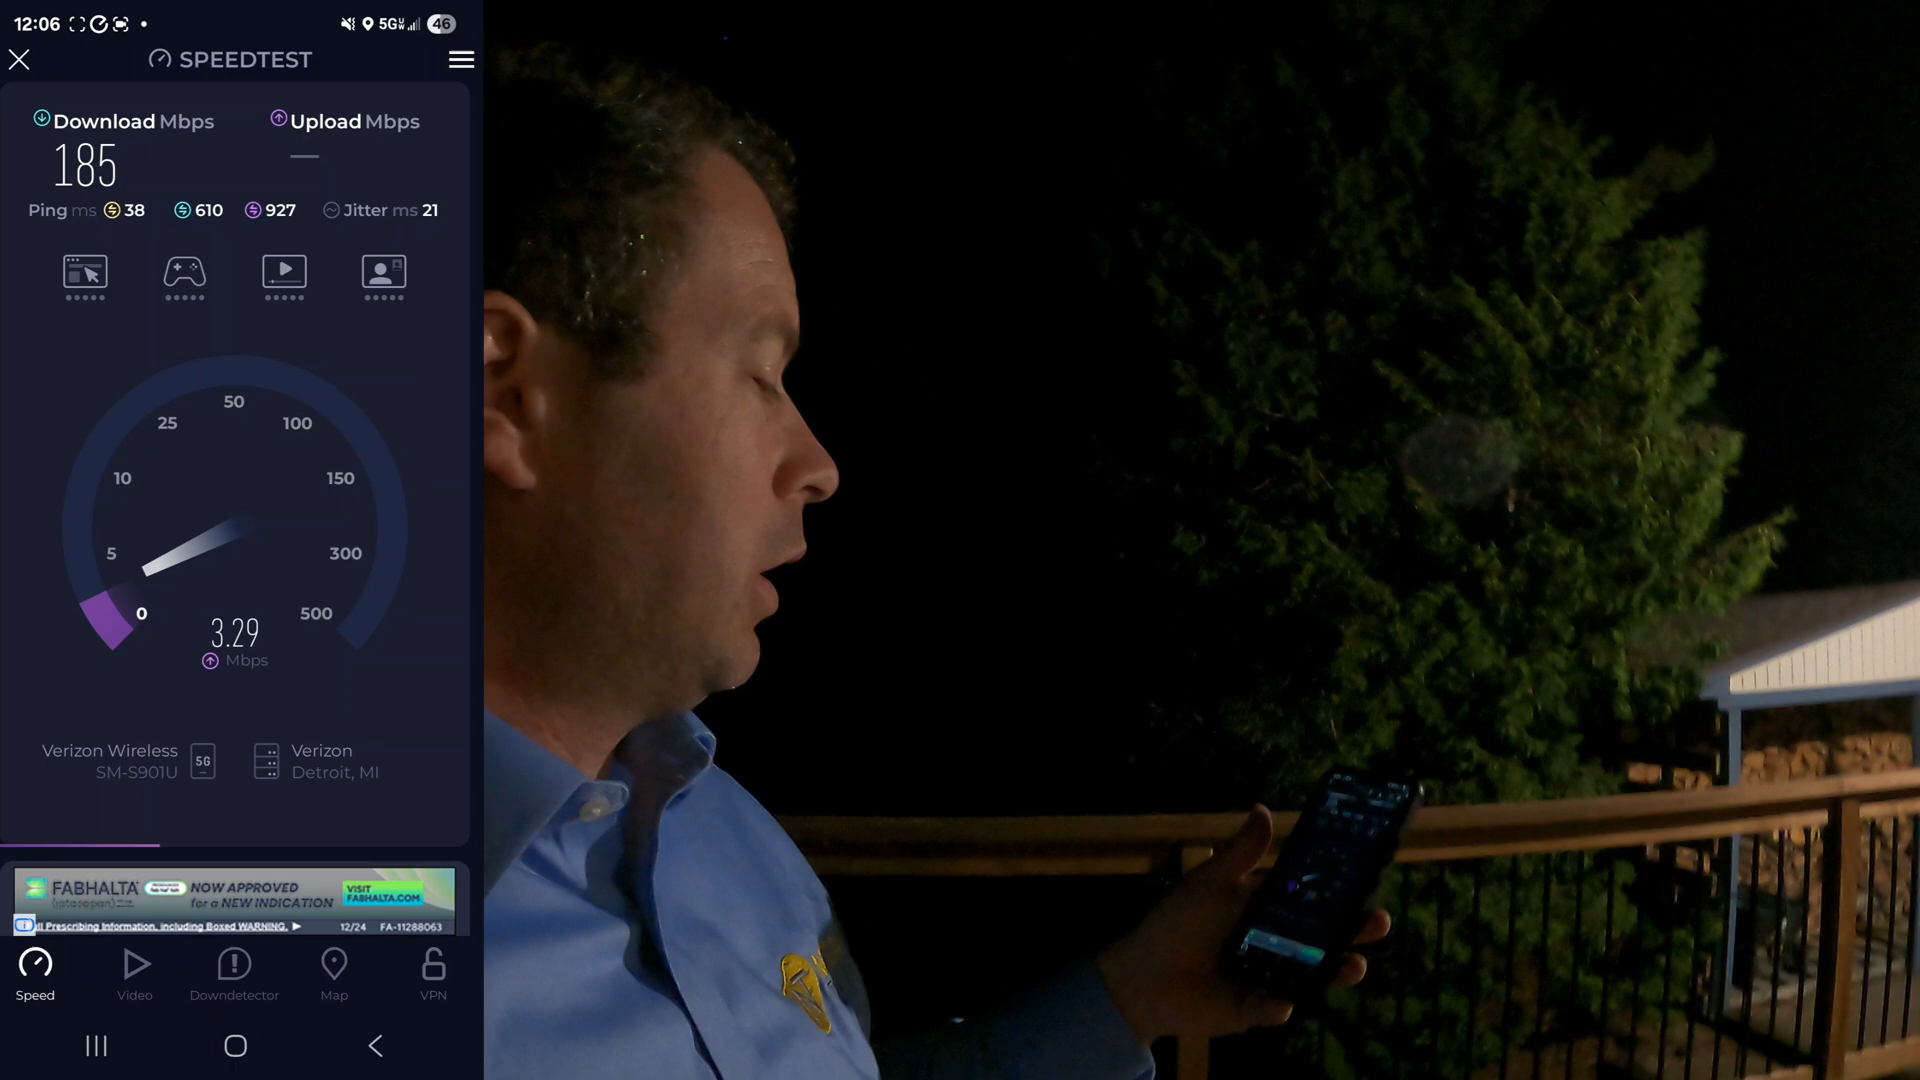 12:06
5G
46
SPEEDTEST
Download Mbps
Upload Mbps
185
Ping ms 38 610 927 Jitter ms 21
50
25
100
10
150
5
300
0
500
3.29
Mbps
Verizon Wireless
SM-S901U
5G
Verizon
Detroit, MI
FABHALTA
NOW APPROVED
for a NEW INDICATION
VISIT
FABHALTA.COM
Prescribing Information, including Boxed WARNING.
12/24 FA-11288063
Speed
Video
Downdetector
Map
VPN